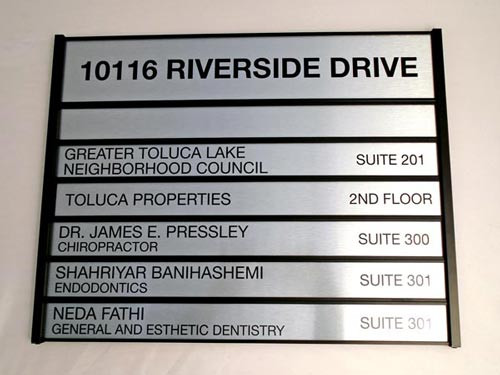 10116 RIVERSIDE DRIVE
GREATER TOLUCA LAKE
NEIGHBORHOOD COUNCIL SUITE 201
TOLUCA PROPERTIES 2ND FLOOR
DR. JAMES E. PRESSLEY
CHIROPRACTOR SUITE 300
SHAHRIYAR BANIHASHEMI
ENDODONTICS SUITE 301
NEDA FATHI
GENERAL AND ESTHETIC DENTISTRY SUITE 301